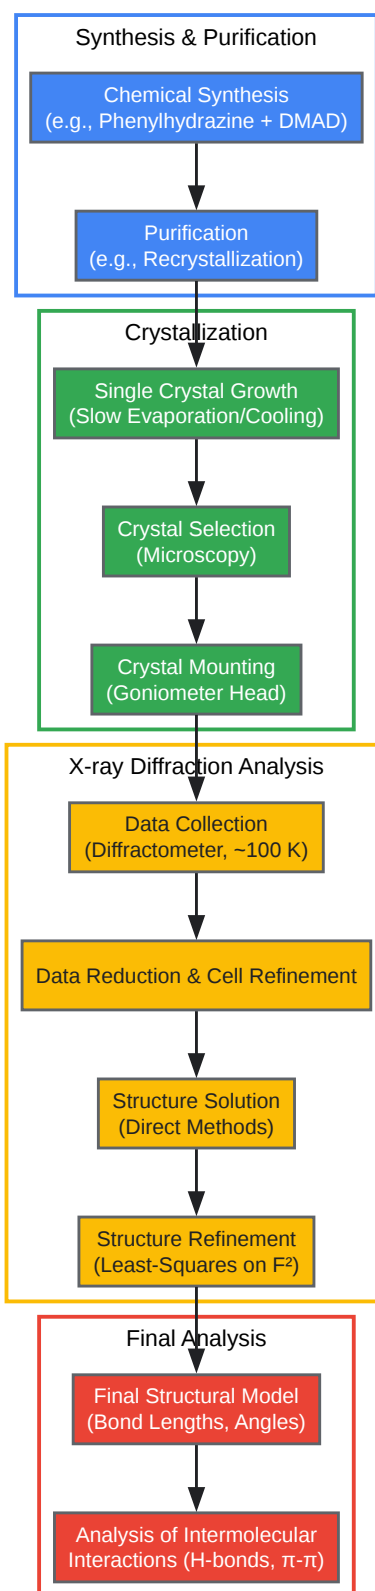 Synthesis & Purification
Chemical Synthesis
(e.g., Phenylhydrazine + DMAD)
Purification
(e.g., Recrystallization)
Crystallization
Single Crystal Growth
(Slow Evaporation/Cooling)
Crystal Selection
(Microscopy)
Crystal Mounting
(Goniometer Head)
X-ray Diffraction Analysis
Data Collection
(Diffractometer, ~100 K)
Data Reduction & Cell Refinement
Structure Solution
(Direct Methods)
Structure Refinement
(Least-Squares on F²)
Final Analysis
Final Structural Model
(Bond Lengths, Angles)
Analysis of Intermolecular
Interactions (H-bonds, π-π)